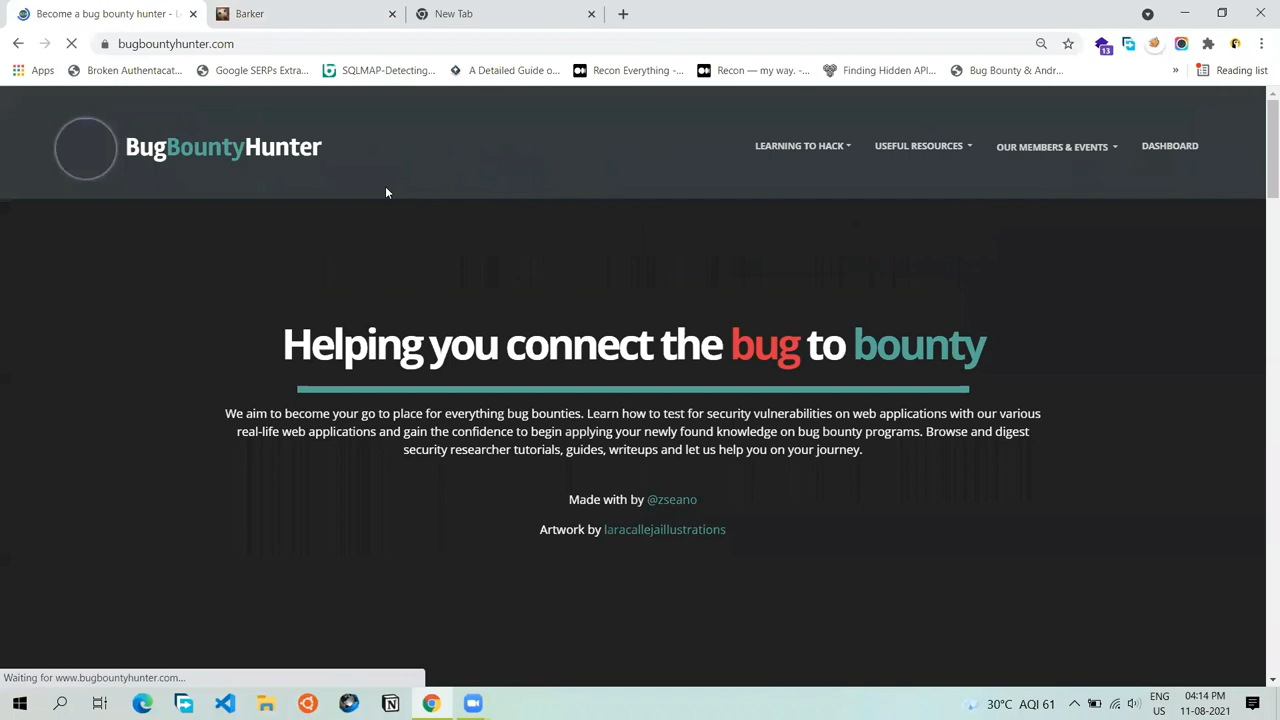 Become a bug bounty hunter - L
Barker
New Tab
bugbountyhunter.com
13
Apps
Broken Authenticat...
Google SERPs Extra...
SQLMAP-Detecting...
A Detailed Guide o...
Recon Everything -...
Recon — my way. -...
Finding Hidden API...
Bug Bounty & Andr...
»
Reading list
BugBountyHunter
LEARNING TO HACK
USEFUL RESOURCES
OUR MEMBERS & EVENTS
DASHBOARD
Helping you connect the bug to bounty
We aim to become your go to place for everything bug bounties. Learn how to test for security vulnerabilities on web applications with our various
real-life web applications and gain the confidence to begin applying your newly found knowledge on bug bounty programs. Browse and digest
security researcher tutorials, guides, writeups and let us help you on your journey.
Made with by @zseano
Artwork by laracallejaillustrations
Waiting for www.bugbountyhunter.com...
30°C AQI 61
ENG
US
04:14 PM
11-08-2021